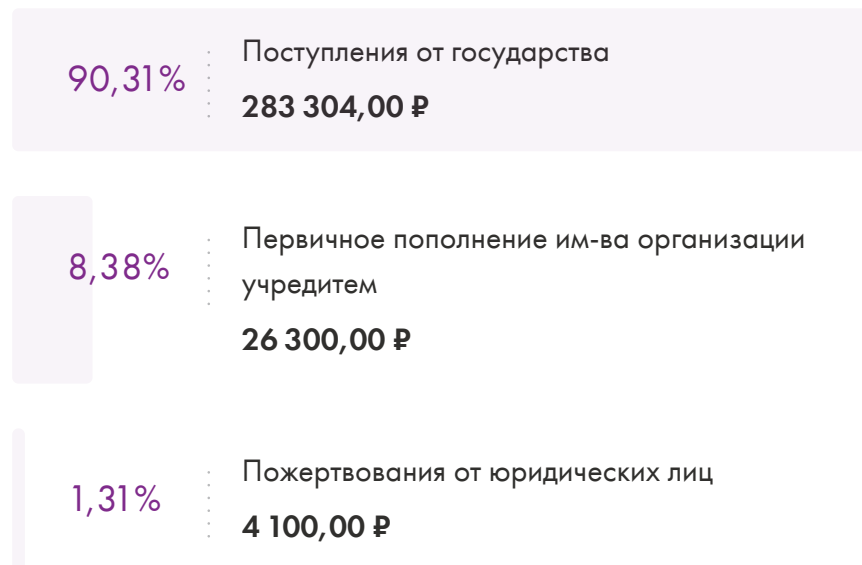 90,31%
Поступления от государства
283 304,00 ₽
8,38%
Первичное пополнение им-ва организации
учредитем
26 300,00 ₽
1,31%
Пожертвования от юридических лиц
4 100,00 ₽